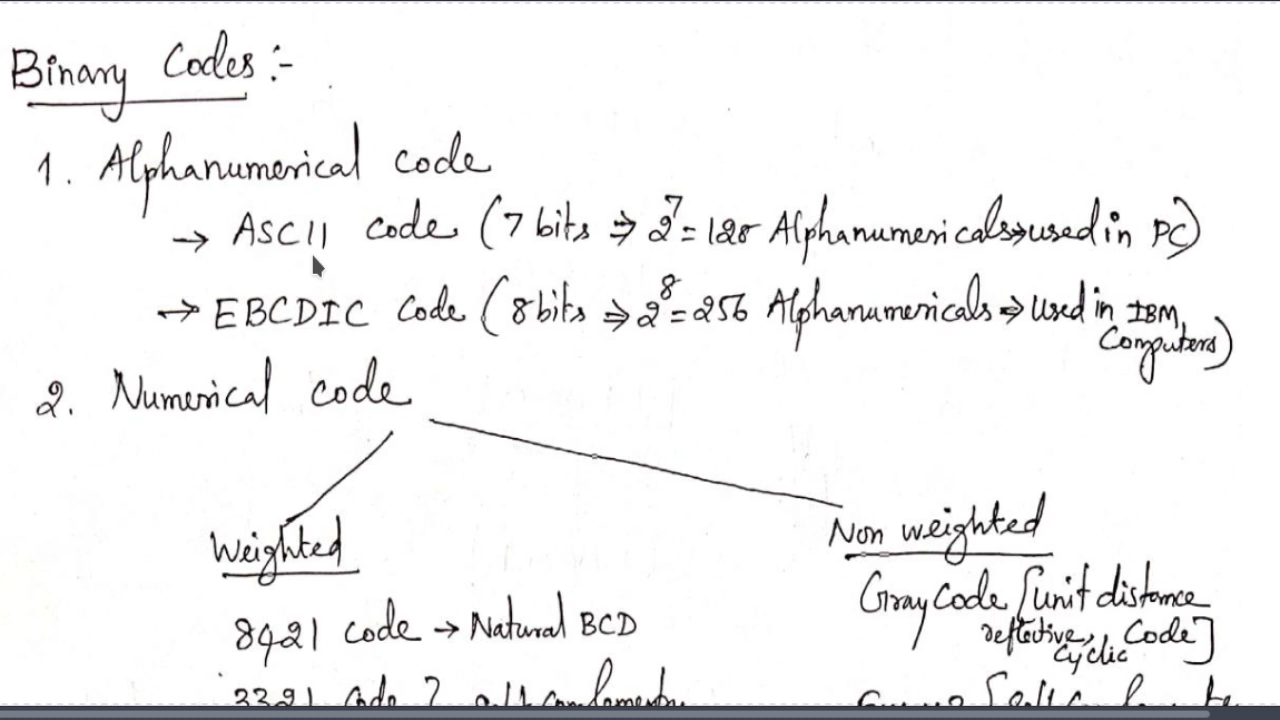 Binary Codes :-
1. Alphanumerical code
→ ASCII code (7 bits ⇒ 2⁷ = 128 Alphanumericals ⇒ used in PC)
→ EBCDIC code (8 bits ⇒ 2⁸ = 256 Alphanumericals ⇒ Used in IBM Computers)
2. Numerical code
Weighted
Non weighted
8421 code → Natural BCD
Gray Code [unit distance
reflective, cyclic Code]
3321 code